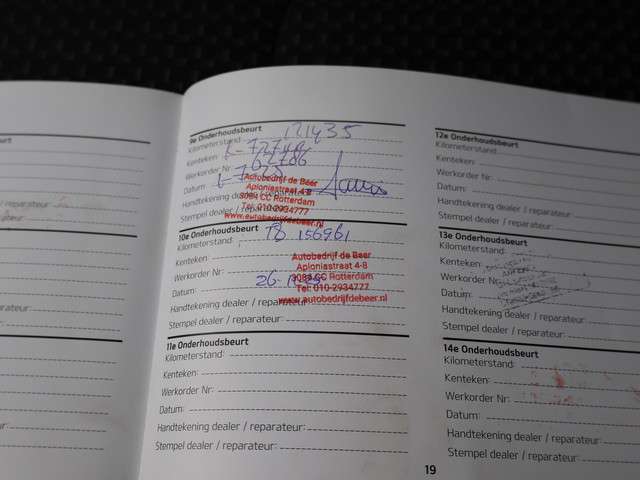 9e Onderhoudsbeurt
Kilometerstand: 121435
Kenteken:
Werkorder Nr: 62786
Datum
Handtekening dealer / reparateur
Stempel dealer / reparateur
Autobedrijf de Beer
Aploniastraat 4-8
3084 CC Rotterdam
Tel: 010-2934777
www.autobedrijfdebeer.nl
10e Onderhoudsbeurt
Kilometerstand: 156961
Kenteken:
Werkorder Nr:
Datum: 26
Handtekening dealer / reparateur
Stempel dealer / reparateur:
Autobedrijf de Beer
Aploniastraat 4-8
3084 CC Rotterdam
Tel: 010-2934777
www.autobedrijfdebeer.nl
11e Onderhoudsbeurt
Kilometerstand:
Kenteken:
Werkorder Nr:
Datum:
Handtekening dealer / reparateur:
Stempel dealer / reparateur:
12e Onderhoudsbeurt
Kilometerstand:
Kenteken:
Werkorder Nr:
Datum:
Handtekening dealer / reparateur:
Stempel dealer / reparateur:
13e Onderhoudsbeurt
Kilometerstand:
Kenteken
Werkorder Nr:
Datum:
Handtekening dealer / reparateur:
Stempel dealer / reparateur:
14e Onderhoudsbeurt
Kilometerstand:
Kenteken:
Werkorder Nr:
Datum:
Handtekening dealer / reparateur:
Stempel dealer / reparateur:
19